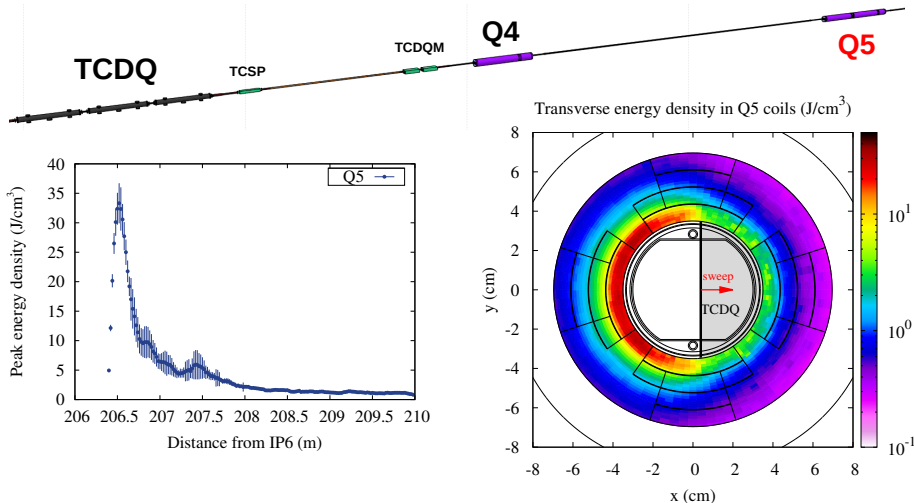 TCDQ
TCSP
TCDQM
Q4
Q5
Peak energy density (J/cm³)
40
35
30
25
20
15
10
5
0
Q5
206 206.5 207 207.5 208 208.5 209 209.5 210
Distance from IP6 (m)
Transverse energy density in Q5 coils (J/cm³)
y (cm)
8
6
4
2
0
-2
-4
-6
-8
sweep
TCDQ
-8 -6 -4 -2 0 2 4 6 8
x (cm)
10¹
10⁰
10⁻¹